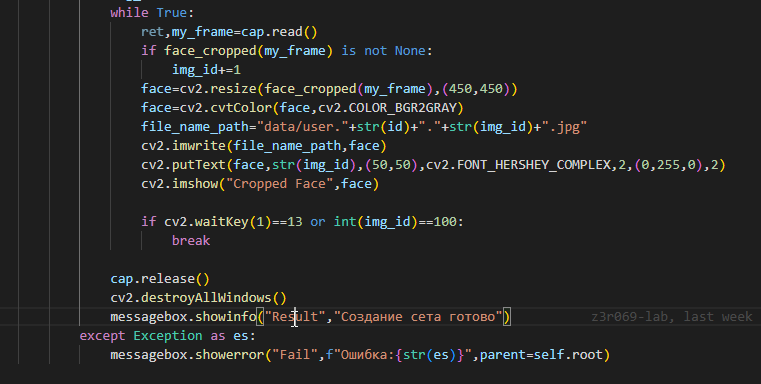 while True:
ret,my_frame=cap.read()
if face_cropped(my_frame) is not None:
img_id+=1
face=cv2.resize(face_cropped(my_frame),(450,450))
face=cv2.cvtColor(face,cv2.COLOR_BGR2GRAY)
file_name_path="data/user."+str(id)+"."+str(img_id)+".jpg"
cv2.imwrite(file_name_path,face)
cv2.putText(face,str(img_id),(50,50),cv2.FONT_HERSHEY_COMPLEX,2,(0,255,0),2)
cv2.imshow("Cropped Face",face)
if cv2.waitKey(1)==13 or int(img_id)==100:
break
cap.release()
cv2.destroyAllWindows()
messagebox.showinfo("Result","Создание сета готово") z3r069-lab, last week
except Exception as es:
messagebox.showerror("Fail",f"Ошибка:{str(es)}",parent=self.root)